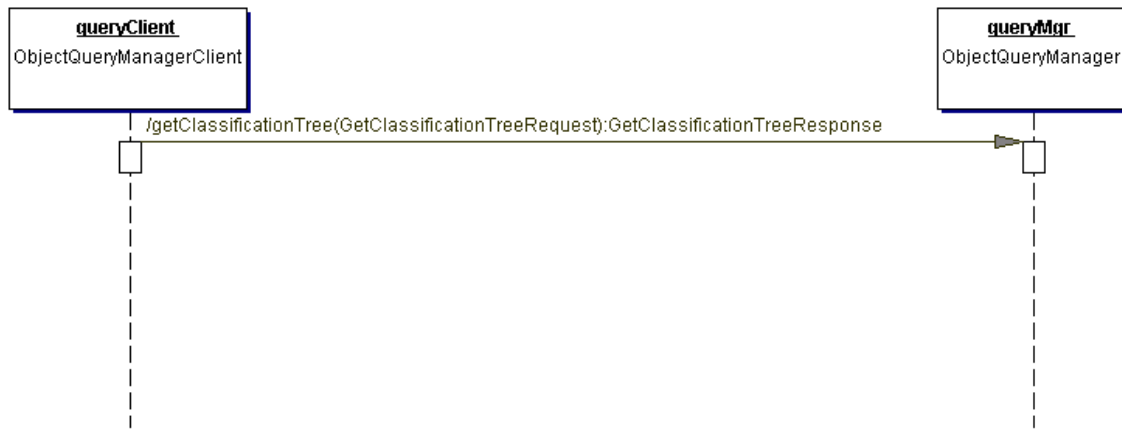 queryClient
ObjectQueryManagerClient
queryMgr
ObjectQueryManager
/getClassificationTree(GetClassificationTreeRequest):GetClassificationTreeResponse